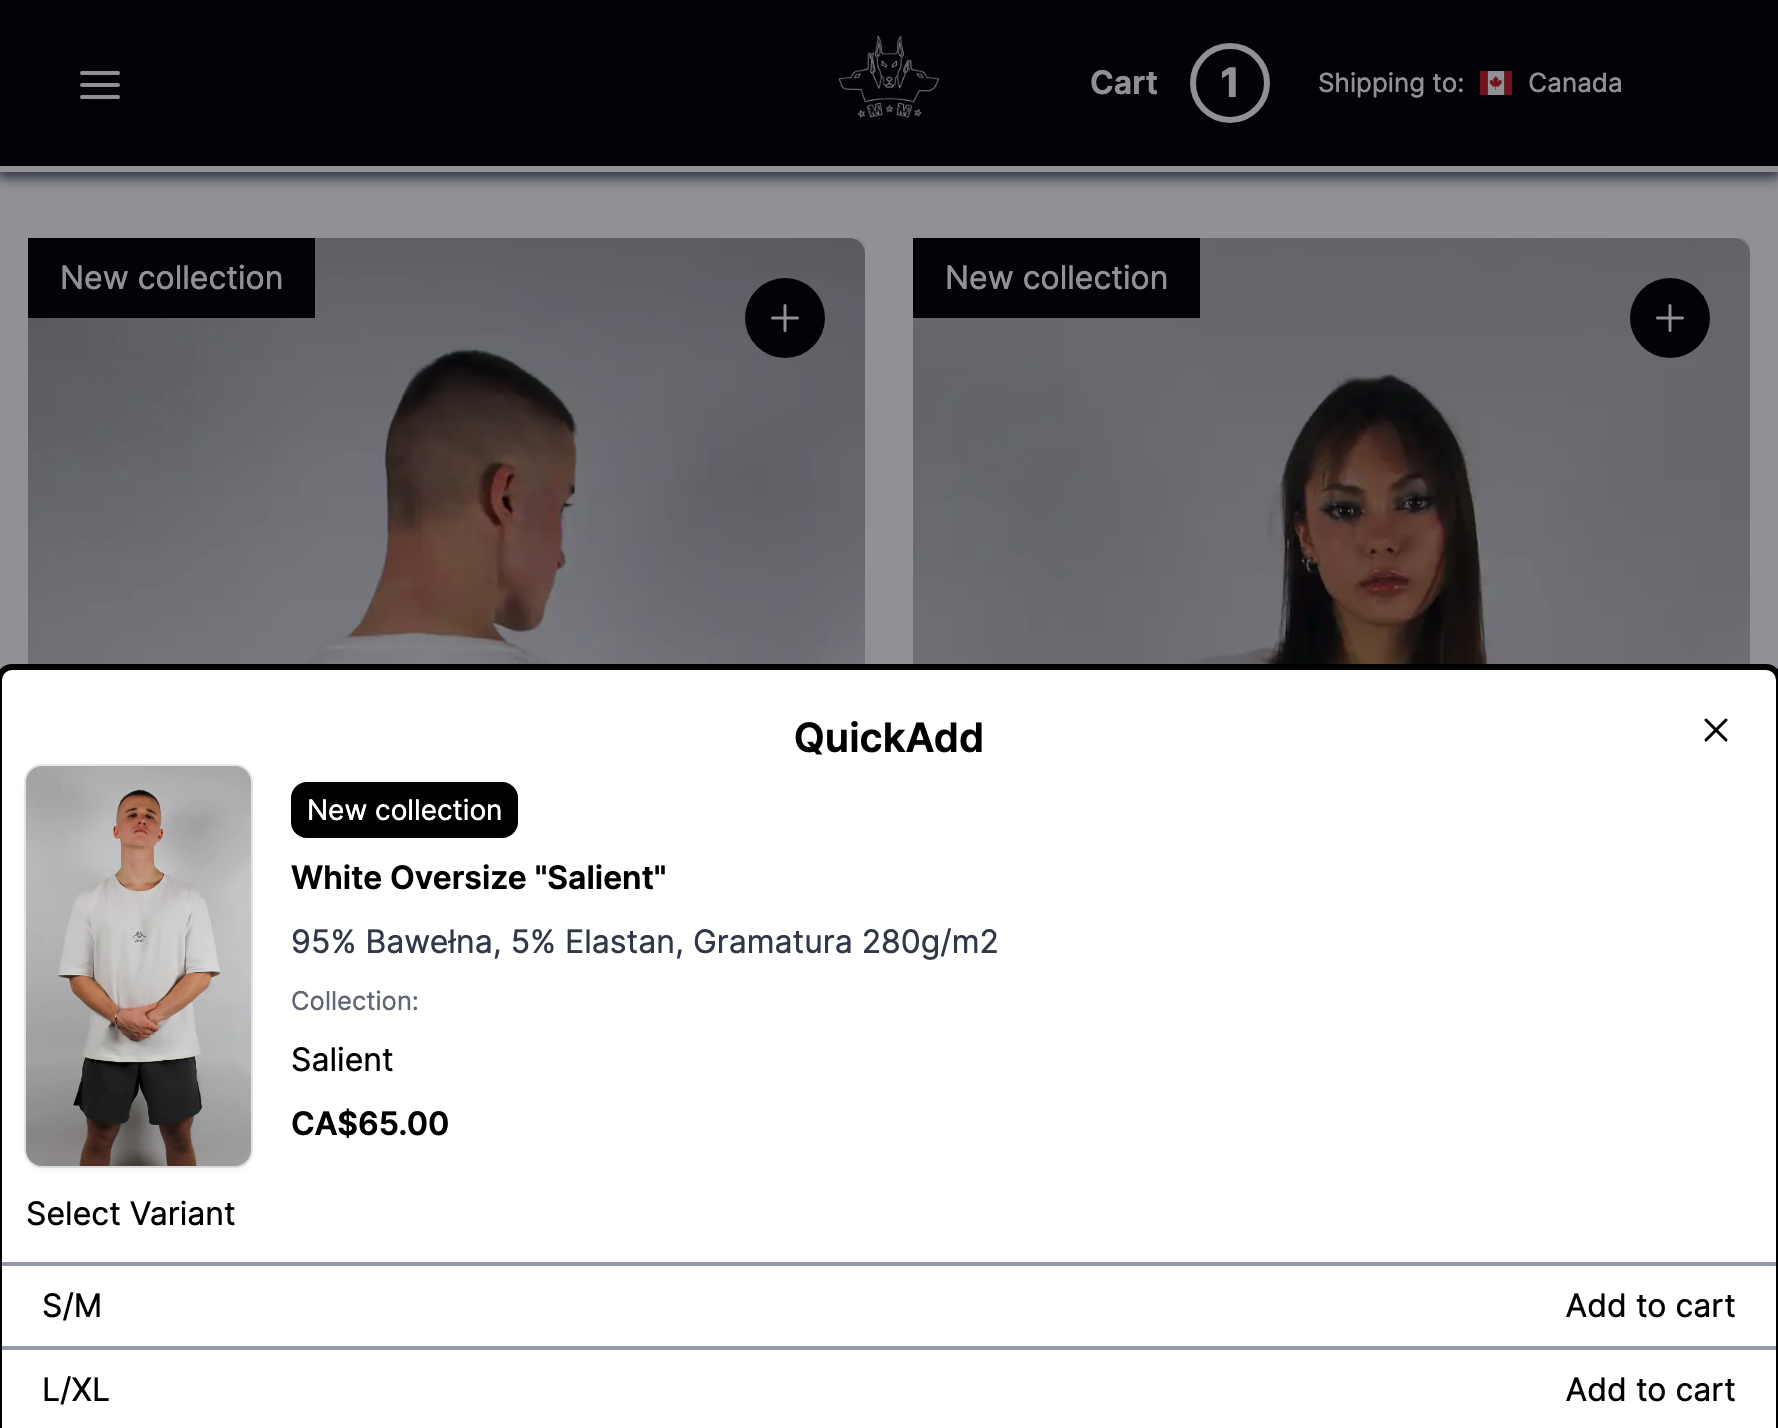 Cart 1 Shipping to: Canada
New collection
New collection
QuickAdd
New collection
White Oversize "Salient"
95% Bawełna, 5% Elastan, Gramatura 280g/m2
Collection:
Salient
CA$65.00
Select Variant
S/M Add to cart
L/XL Add to cart